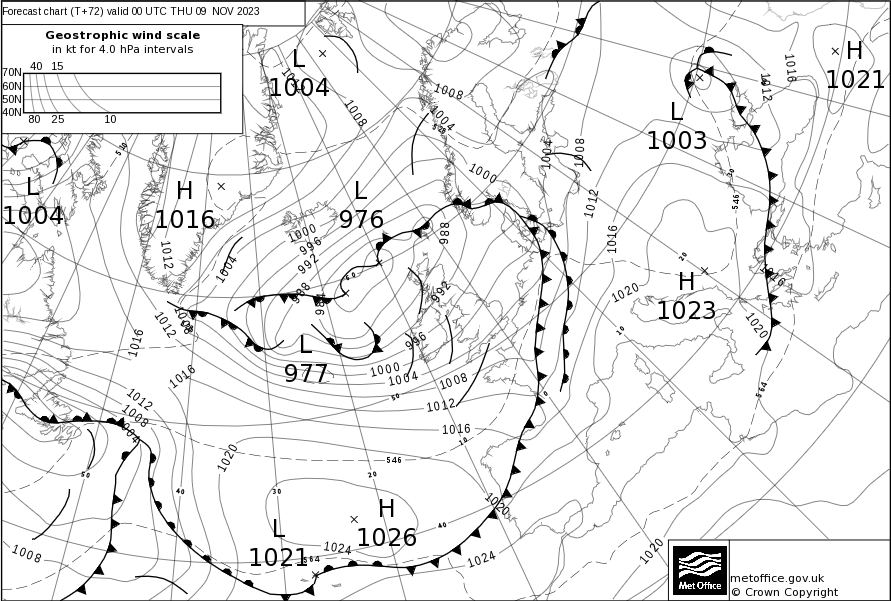 Forecast chart (T+72) valid 00 UTC THU 09 NOV 2023
Geostrophic wind scale
in kt for 4.0 hPa intervals
40 15
70N
60N
50N
40N
80 25 10
L
1004
H
1021
L
1003
L
1004
H
1016
L
976
H
1023
L
977
H
1026
L
1021
1008
1008
1004
1000
1004
1008
1012
1016
1012
1016
1012
1004
1000
996
992
988
988
992
996
1000
1004
1008
1012
1016
1020
1020
1016
1012
1016
1012
1008
1020
1020
1024
1024
1020
1008
546
546
564
564
510
50
50
40
40
30
20
20
10
10
Met Office
metoffice.gov.uk
© Crown Copyright